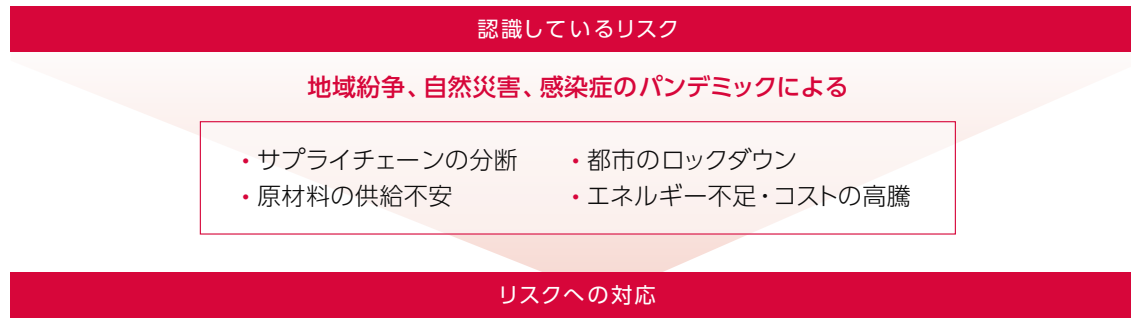 認識しているリスク
地域紛争、自然災害、感染症のパンデミックによる
・サプライチェーンの分断
・原材料の供給不安
・都市のロックダウン
・エネルギー不足・コストの高騰
リスクへの対応